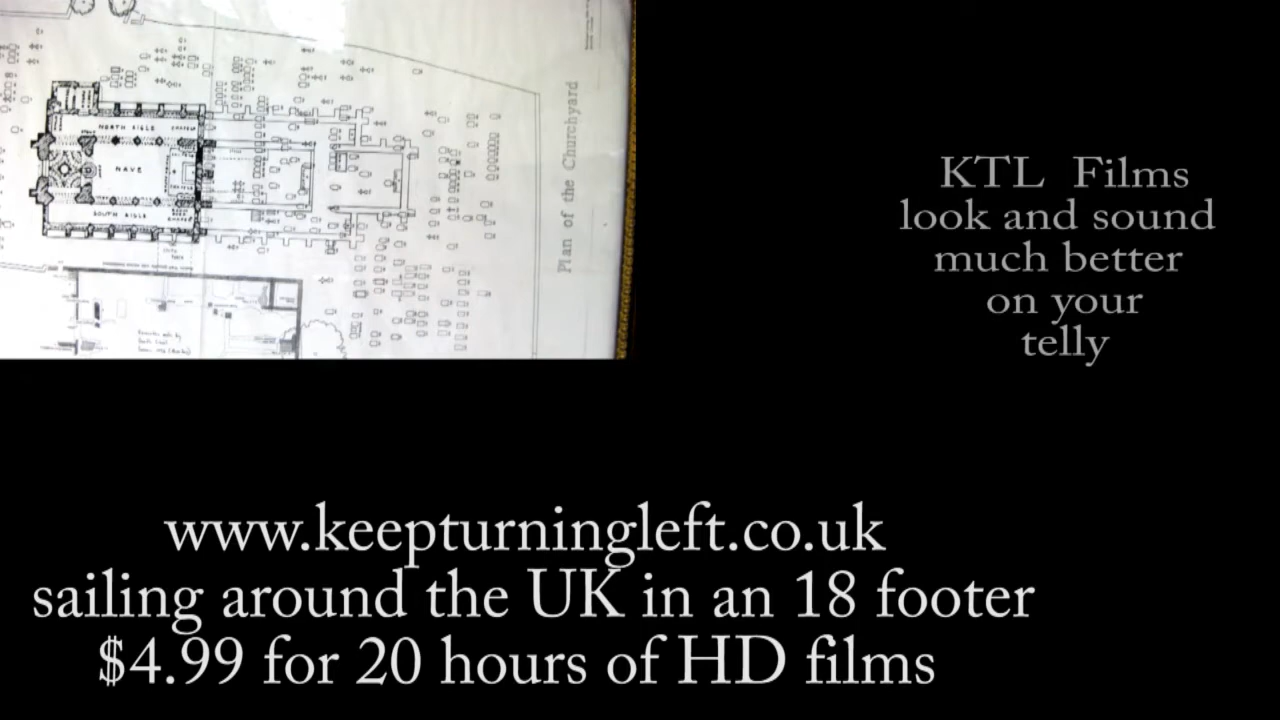 NORTH AISLE
NAVE
SOUTH AISLE
Plan of the Churchyard
KTL Films
look and sound
much better
on your
telly
www.keepturningleft.co.uk
sailing around the UK in an 18 footer
$4.99 for 20 hours of HD films